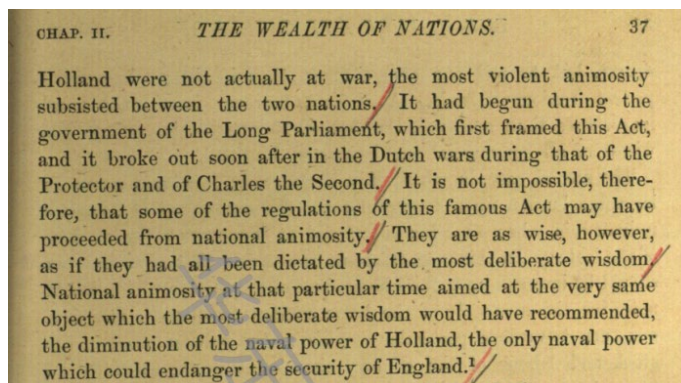 CHAP. II. THE WEALTH OF NATIONS. 37
Holland were not actually at war, the most violent animosity
subsisted between the two nations. It had begun during the
government of the Long Parliament, which first framed this Act,
and it broke out soon after in the Dutch wars during that of the
Protector and of Charles the Second. It is not impossible, there-
fore, that some of the regulations of this famous Act may have
proceeded from national animosity. They are as wise, however,
as if they had all been dictated by the most deliberate wisdom.
National animosity at that particular time aimed at the very same
object which the most deliberate wisdom would have recommended,
the diminution of the naval power of Holland, the only naval power
which could endanger the security of England.¹